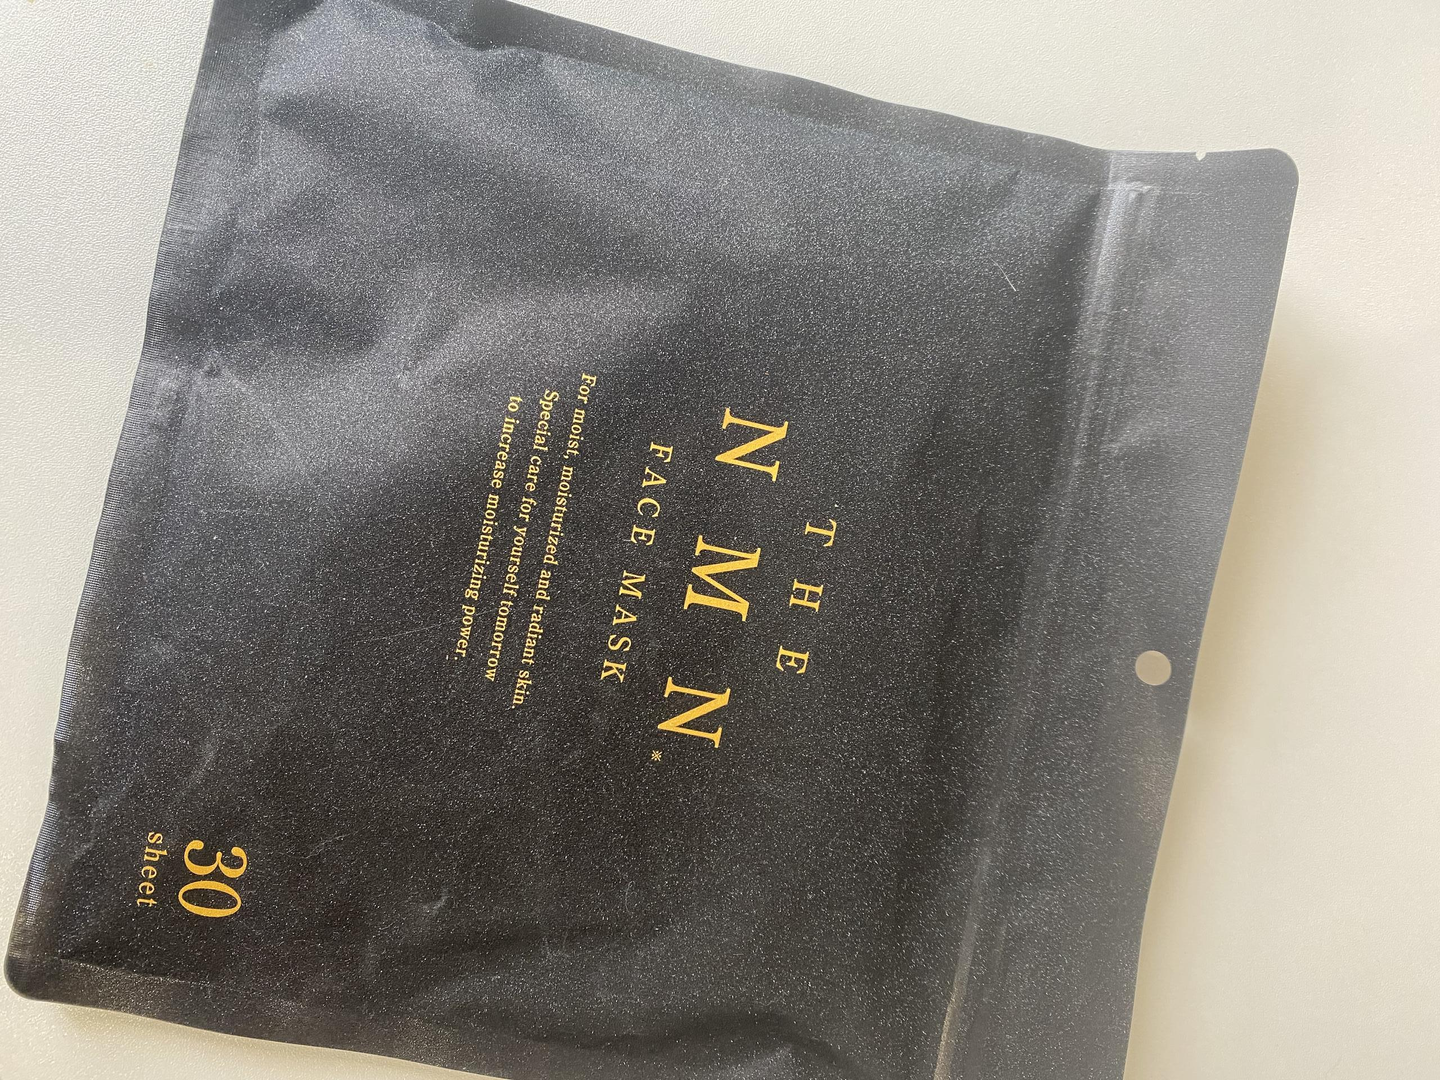 THE
NMN※
FACE MASK
For moist, moisturized and radiant skin.
Special care for yourself tomorrow
to increase moisturizing power.
30
sheet